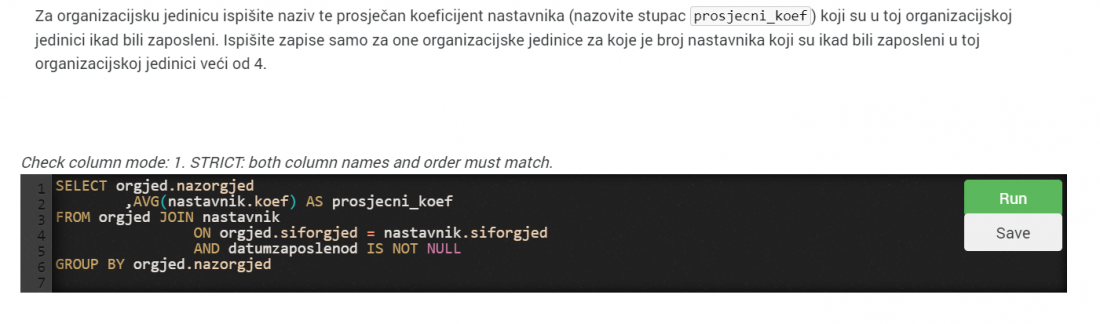 Za organizacijsku jedinicu ispišite naziv te prosječan koeficijent nastavnika (nazovite stupac prosjecni_koef) koji su u toj organizacijskoj
jedinici ikad bili zaposleni. Ispišite zapise samo za one organizacijske jedinice za koje je broj nastavnika koji su ikad bili zaposleni u toj
organizacijskoj jedinici veći od 4.
Check column mode: 1. STRICT: both column names and order must match.
1 SELECT orgjed.nazorgjed
2 ,AVG(nastavnik.koef) AS prosjecni_koef
3 FROM orgjed JOIN nastavnik
4 ON orgjed.siforgjed = nastavnik.siforgjed
5 AND datumzaposlenod IS NOT NULL
6 GROUP BY orgjed.nazorgjed
7
Run
Save